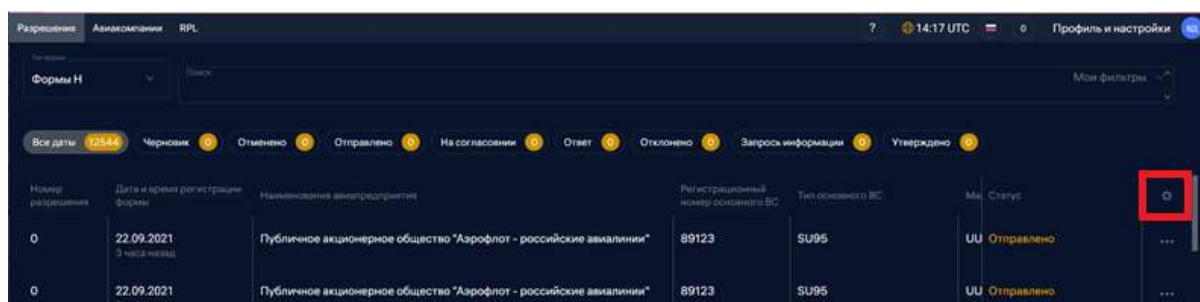 Разрешения Авиакомпании RPL ? 14:17 UTC 0 Профиль и настройки
Формы Н Поиск Мои фильтры
Все даты 12544 Черновик 0 Отменено 0 Отправлено 0 На согласовании 0 Ответ 0 Отклонено 0 Запрось информации 0 Утверждено 0
Номер разрешения Дата и время регистрации формы Наименования авиапредприятия Регистрационный номер основного ВС Тип основного ВС Ма Статус
0 22.09.2021 Публичное акционерное общество "Аэрофлот - российские авиалинии" 89123 SU95 UU Отправлено ...
3 часа назад
0 22.09.2021 Публичное акционерное общество "Аэрофлот - российские авиалинии" 89123 SU95 UU Отправлено ...